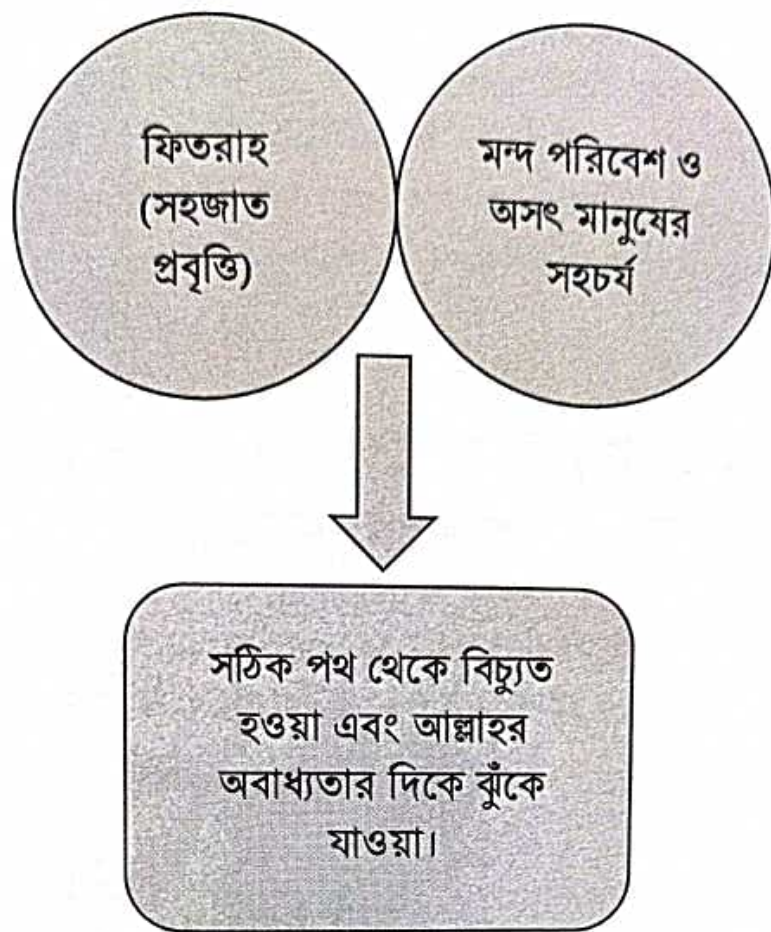 ফিতরাহ
(সহজাত
প্রবৃত্তি)
মন্দ পরিবেশ ও
অসৎ মানুষের
সহচর্য
সঠিক পথ থেকে বিচ্যুত
হওয়া এবং আল্লাহর
অবাধ্যতার দিকে ঝুঁকে
যাওয়া।